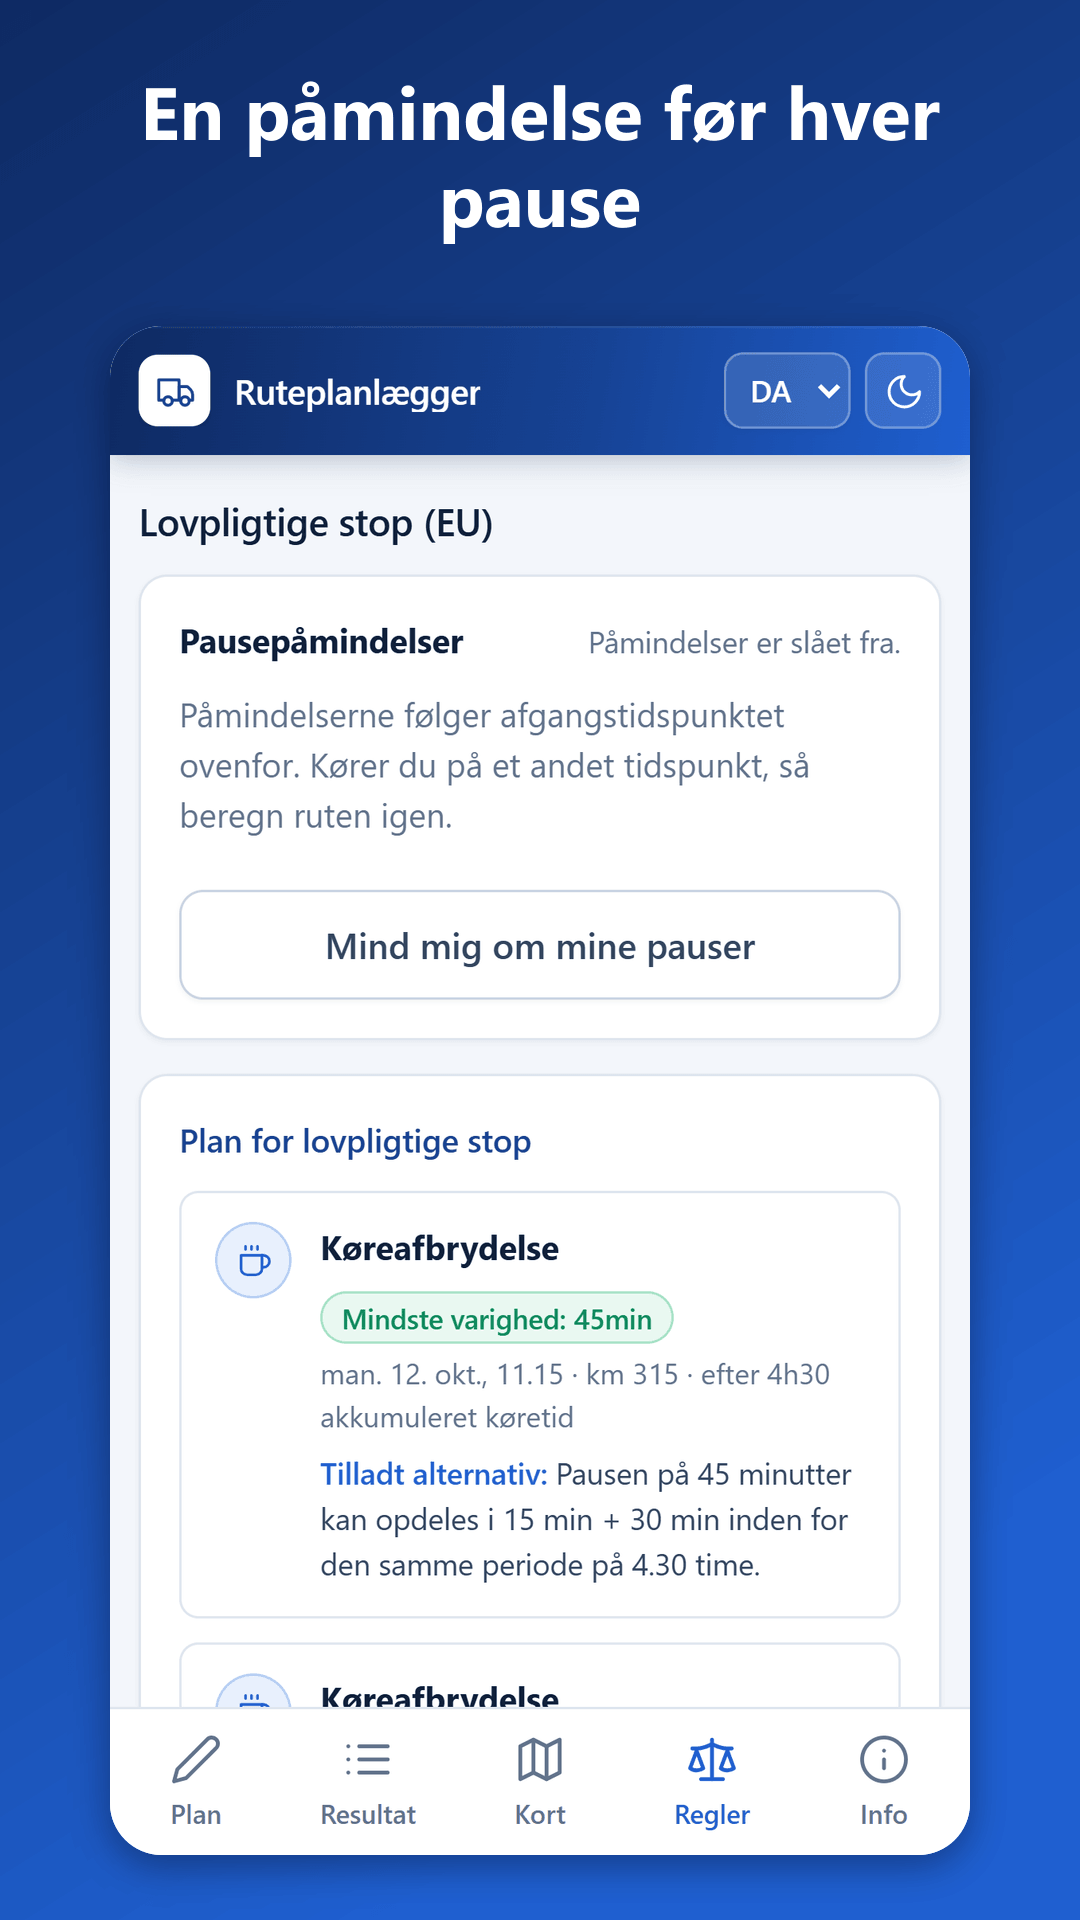 En påmindelse før hver
pause
Ruteplanlægger
DA
Lovpligtige stop (EU)
Pausepåmindelser
Påmindelser er slået fra.
Påmindelserne følger afgangstidspunktet
ovenfor. Kører du på et andet tidspunkt, så
beregn ruten igen.
Mind mig om mine pauser
Plan for lovpligtige stop
Køreafbrydelse
Mindste varighed: 45min
man. 12. okt., 11.15 · km 315 · efter 4h30
akkumuleret køretid
Tilladt alternativ: Pausen på 45 minutter
kan opdeles i 15 min + 30 min inden for
den samme periode på 4.30 time.
Køreafbrydelse
Plan
Resultat
Kort
Regler
Info